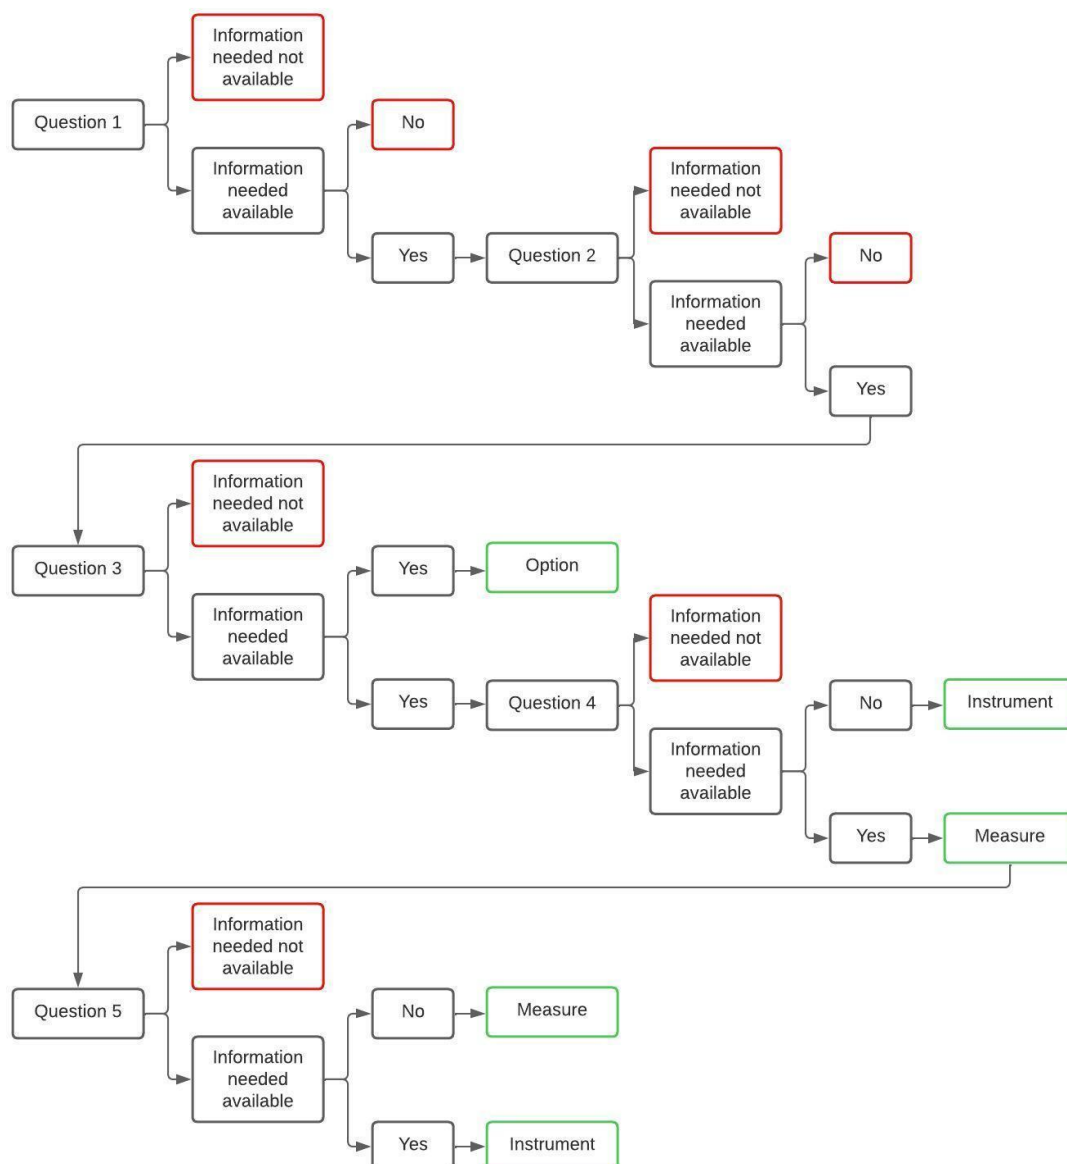 Information
needed not
available
Question 1
No
Information
needed
available
Information
needed not
available
Yes
Question 2
No
Information
needed
available
Yes
Information
needed not
available
Question 3
Yes
Option
Information
needed
available
Information
needed not
available
Yes
Question 4
No
Instrument
Information
needed
available
Yes
Measure
Information
needed not
available
Question 5
No
Measure
Information
needed
available
Yes
Instrument